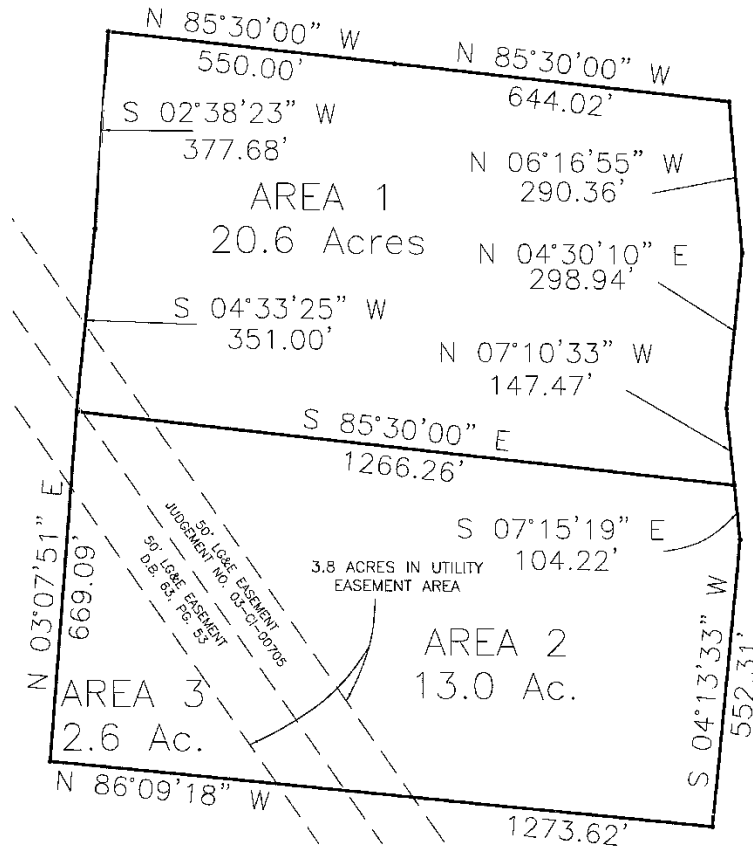 N 85°30'00" W
550.00'
N 85°30'00" W
644.02'
S 02°38'23" W
377.68'
N 06°16'55" W
290.36'
AREA 1
20.6 Acres
N 04°30'10" E
298.94'
S 04°33'25" W
351.00'
N 07°10'33" W
147.47'
S 85°30'00" E
1266.26'
N 03°07'51" E
669.09'
50' LG&E EASEMENT
JUDGEMENT NO. 03-CI-00705
50' LG&E EASEMENT
D.B. 63, PG. 53
S 07°15'19" E
104.22'
3.8 ACRES IN UTILITY
EASEMENT AREA
AREA 2
13.0 Ac.
S 04°13'33" W
552.31'
AREA 3
2.6 Ac.
N 86°09'18" W
1273.62'